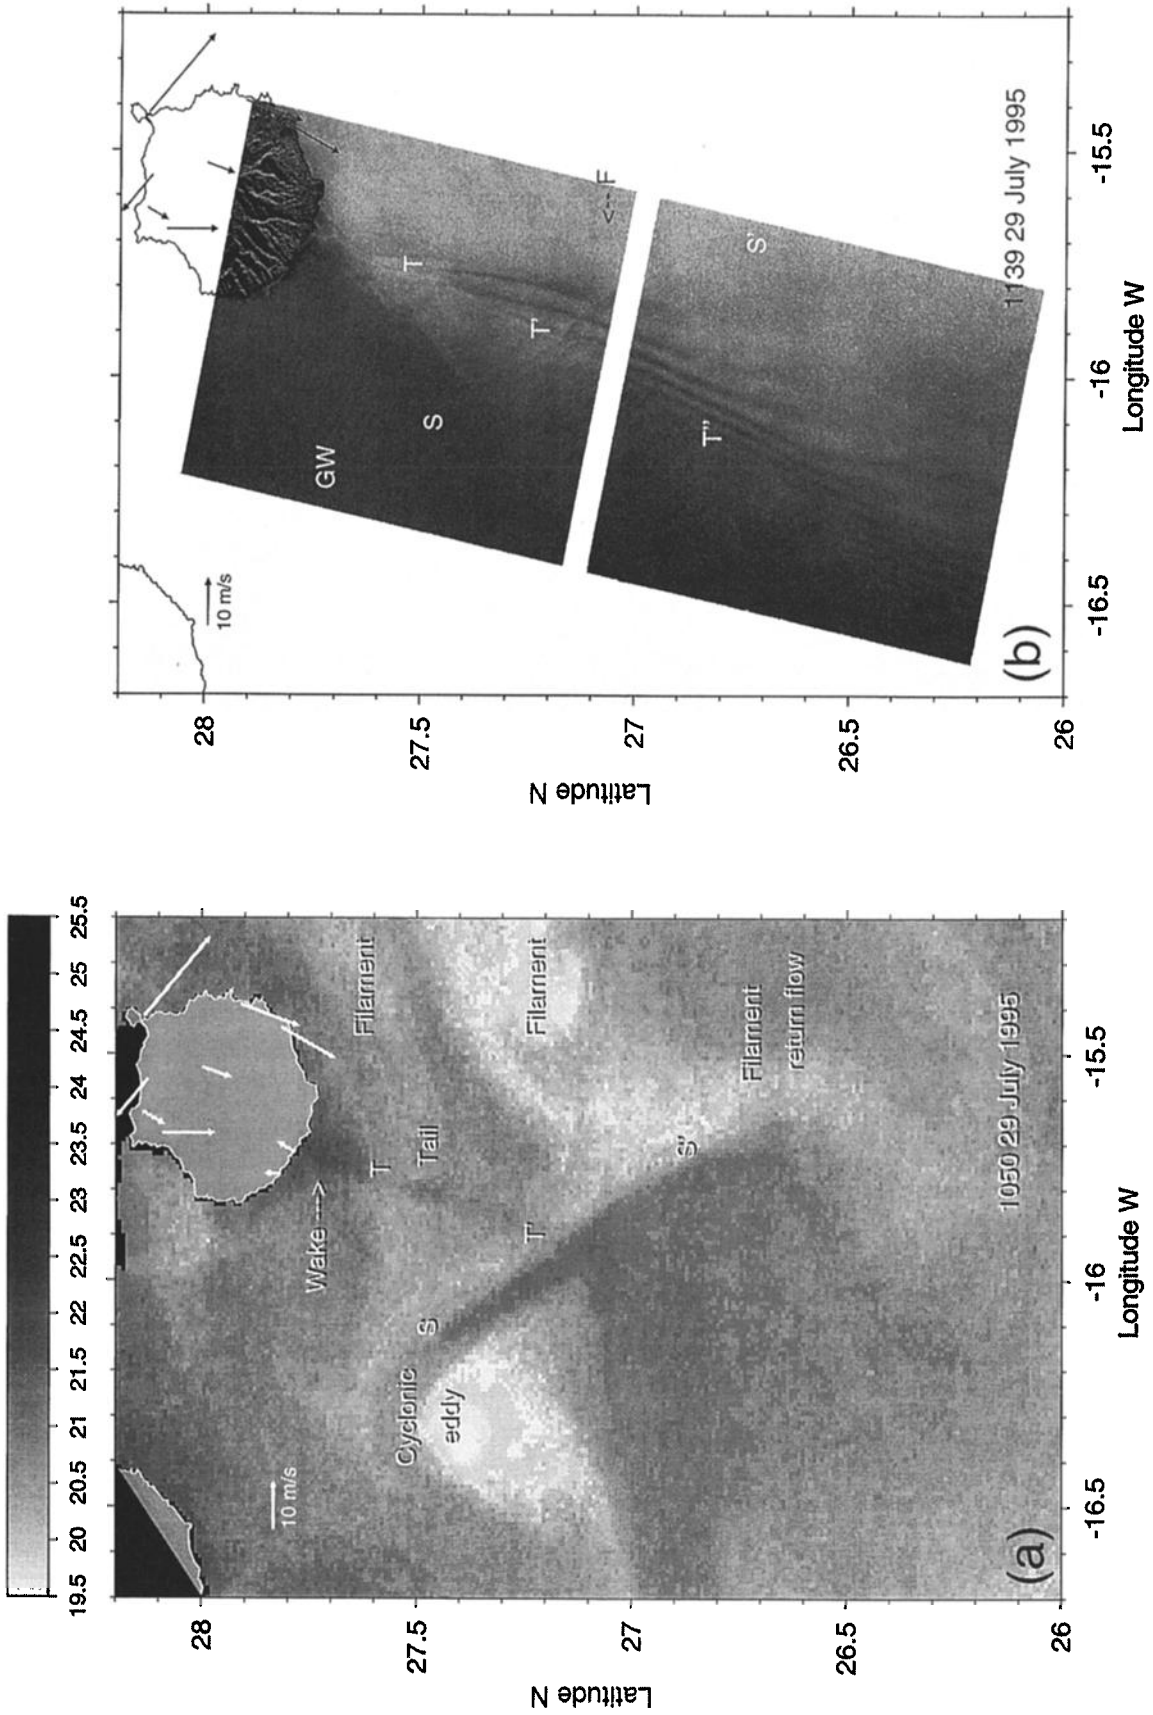 19.5 20 20.5 21 21.5 22 22.5 23 23.5 24 24.5 25 25.5
28
27.5
27
26.5
26
Latitude N
10 m/s
Wake --->
Filament
T
Tail
Cyclonic
eddy
S
T'
Filament
S'
Filament
return flow
1050 29 July 1995
(a)
-16.5 -16 -15.5
Longitude W
28
27.5
27
26.5
26
Latitude N
10 m/s
GW
S
T
T'
<--F
T"
S'
1139 29 July 1995
(b)
-16.5 -16 -15.5
Longitude W